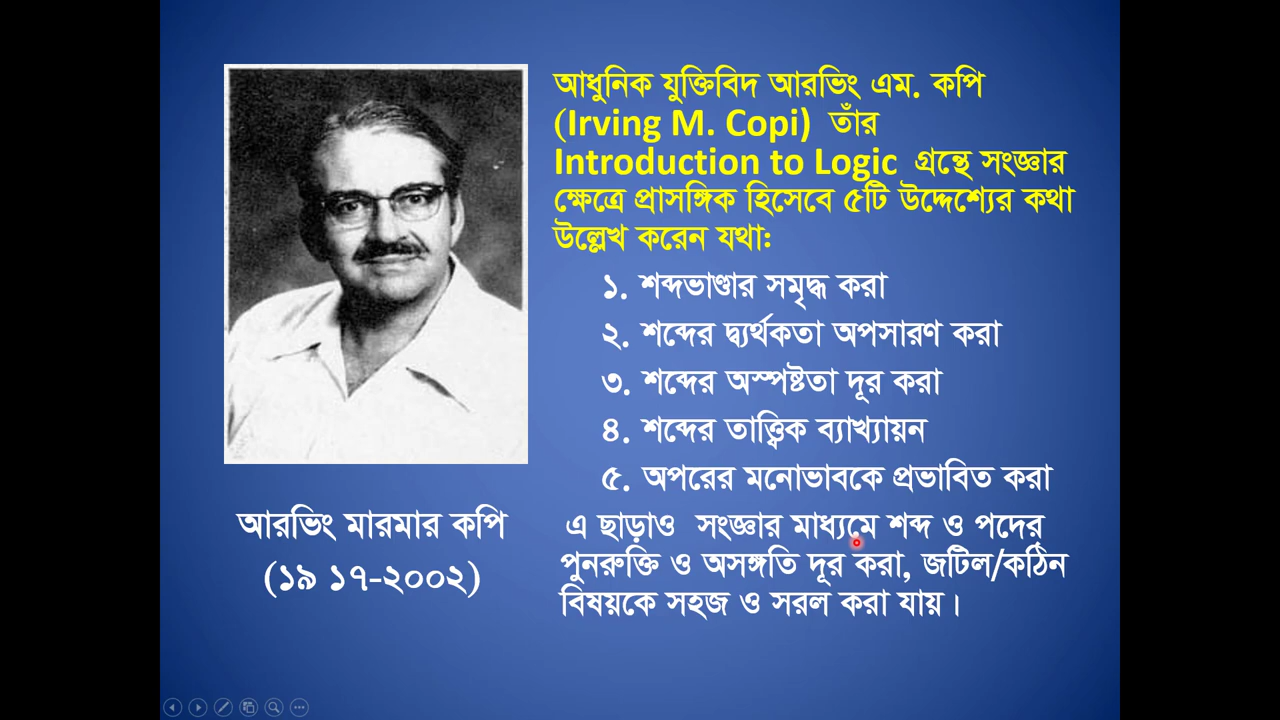 আধুনিক যুক্তিবিদ আরভিং এম. কপি
(Irving M. Copi) তাঁর
Introduction to Logic গ্রন্থে সংজ্ঞার
ক্ষেত্রে প্রাসঙ্গিক হিসেবে ৫টি উদ্দেশ্যের কথা
উল্লেখ করেন যথা:
১. শব্দভাণ্ডার সমৃদ্ধ করা
২. শব্দের দ্ব্যর্থকতা অপসারণ করা
৩. শব্দের অস্পষ্টতা দূর করা
৪. শব্দের তাত্ত্বিক ব্যাখ্যায়ন
৫. অপরের মনোভাবকে প্রভাবিত করা
এ ছাড়াও সংজ্ঞার মাধ্যমে শব্দ ও পদের
পুনরুক্তি ও অসঙ্গতি দূর করা, জটিল/কঠিন
বিষয়কে সহজ ও সরল করা যায়।
আরভিং মারমার কপি
(১৯ ১৭-২০০২)